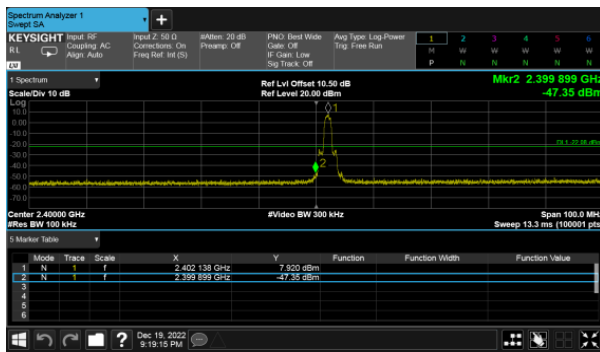 Spectrum Analyzer 1
Swept SA
+
KEYSIGHT Input: RF Input Z: 50 Ω #Atten: 20 dB PNO: Best Wide Avg Type: Log-Power 1 2 3 4 5 6
RL Coupling: AC Corrections: On Preamp: Off Gate: Off Trig: Free Run M W W W W W
Align: Auto Freq Ref: Int (S) IF Gain: Low P N N N N N
Sig Track: Off
LXI
1 Spectrum Ref Lvl Offset 10.50 dB Mkr2 2.399 899 GHz
Scale/Div 10 dB Ref Level 20.00 dBm -47.35 dBm
Log
10.0
0.00
-10.0
-20.0
-30.0
-40.0
-50.0
-60.0
-70.0
1
2
Center 2.40000 GHz #Video BW 300 kHz Span 100.0 MHz
#Res BW 100 kHz Sweep 13.3 ms (100001 pts)
5 Marker Table
Mode Trace Scale X Y Function Function Width Function Value
1 N 1 f 2.402 138 GHz 7.920 dBm
2 N 1 f 2.399 899 GHz -47.35 dBm
3
4
5
6
? Dec 19, 2022
9:19:15 PM